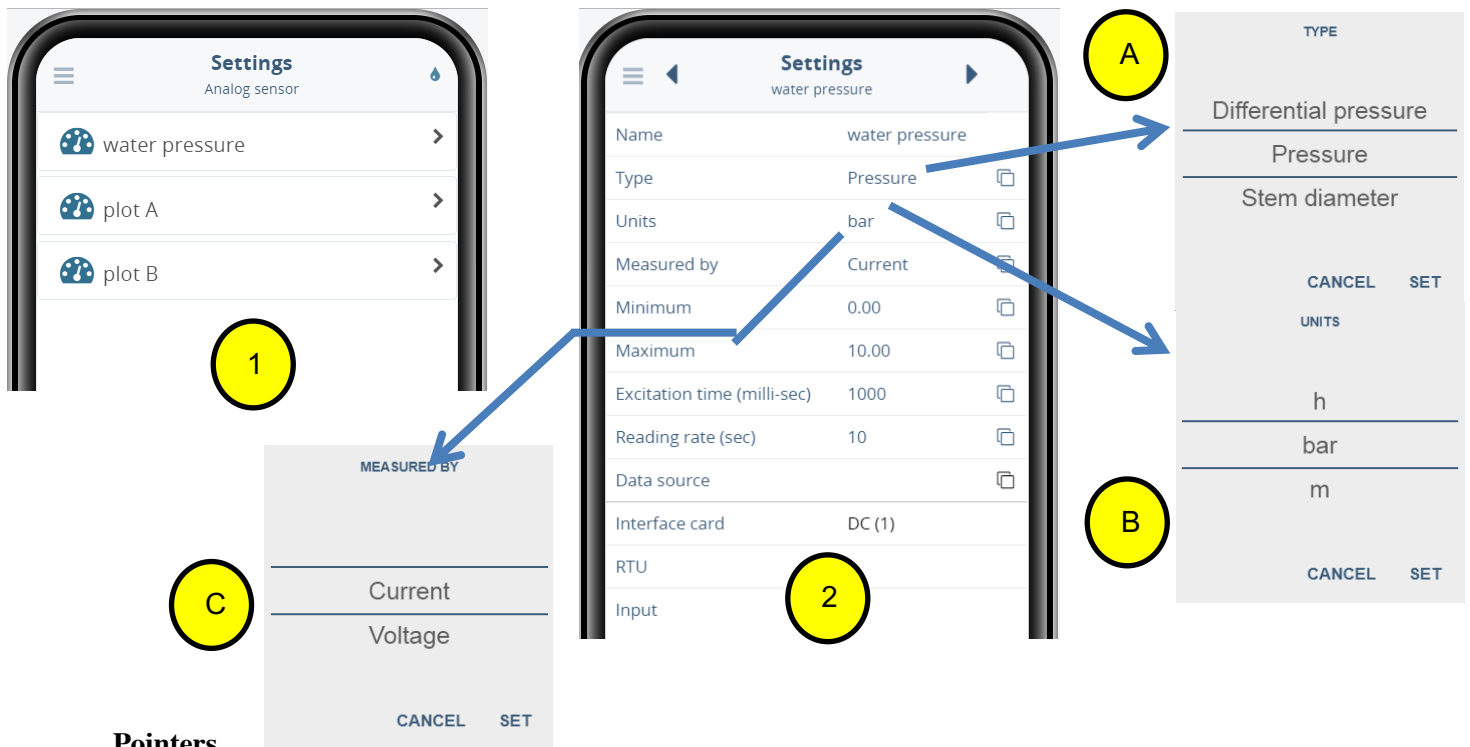 Settings
Analog sensor
water pressure
plot A
plot B
1
Settings
water pressure
Name water pressure
Type Pressure
Units bar
Measured by Current
Minimum 0.00
Maximum 10.00
Excitation time (milli-sec) 1000
Reading rate (sec) 10
Data source
Interface card DC (1)
RTU
Input
2
A
TYPE
Differential pressure
Pressure
Stem diameter
CANCEL SET
B
UNITS
h
bar
m
CANCEL SET
C
MEASURED BY
Current
Voltage
CANCEL SET
Pointers